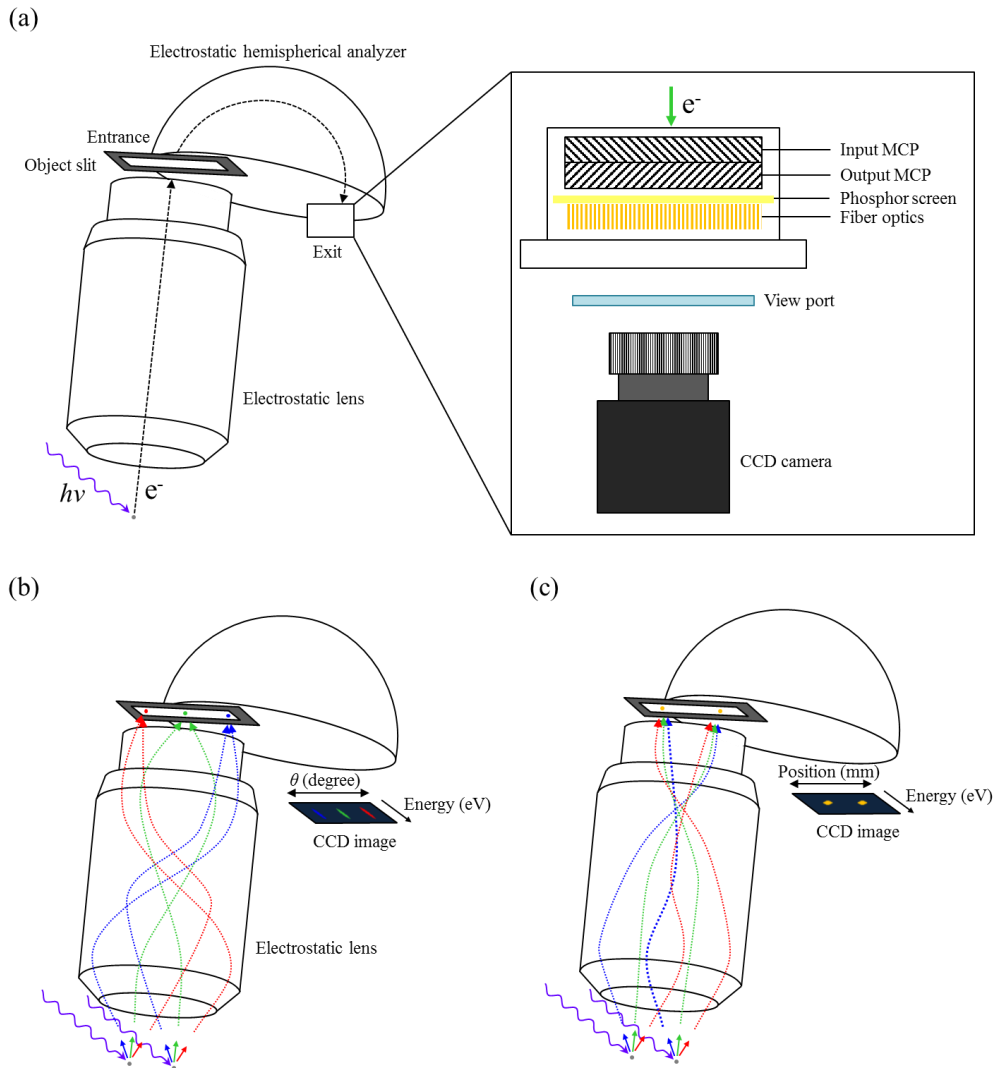 (a)
Electrostatic hemispherical analyzer
Entrance
Object slit
Exit
Electrostatic lens
hν
e-
e-
Input MCP
Output MCP
Phosphor screen
Fiber optics
View port
CCD camera
(b)
θ (degree)
Energy (eV)
CCD image
Electrostatic lens
(c)
Position (mm)
Energy (eV)
CCD image